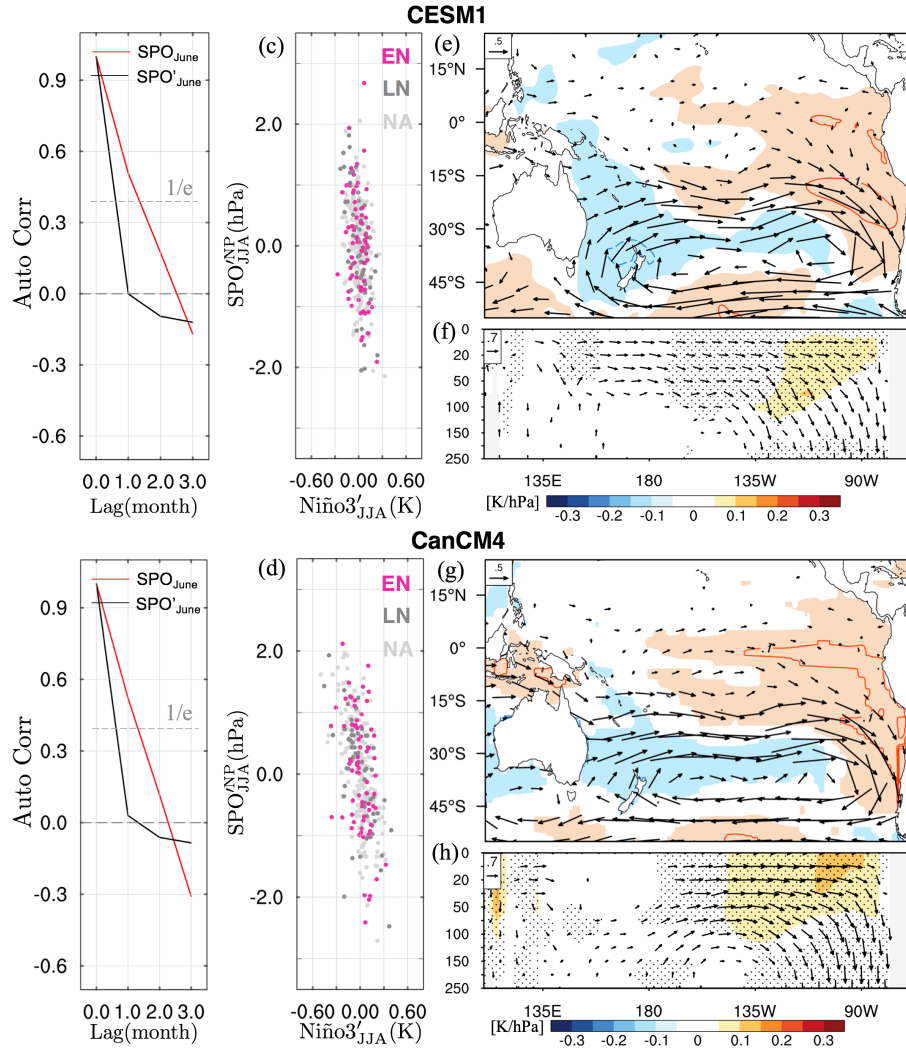 CESM1
SPO_June
SPO'_June
0.9
0.6
0.3
0.0
-0.3
-0.6
1/e
Auto Corr
0.0 1.0 2.0 3.0
Lag(month)
(c)
EN
LN
NA
2.0
0.0
-2.0
SPO'^NP_JJA (hPa)
-0.60 0.00 0.60
Niño3'_JJA(K)
(e)
.5
15°N
0°
15°S
30°S
45°S
(f)
.7
0
20
50
100
150
250
135E 180 135W 90W
[K/hPa]
-0.3 -0.2 -0.1 0 0.1 0.2 0.3
CanCM4
SPO_June
SPO'_June
0.9
0.6
0.3
0.0
-0.3
-0.6
1/e
Auto Corr
0.0 1.0 2.0 3.0
Lag(month)
(d)
EN
LN
NA
2.0
0.0
-2.0
SPO'^NP_JJA (hPa)
-0.60 0.00 0.60
Niño3'_JJA(K)
(g)
.5
15°N
0°
15°S
30°S
45°S
(h)
.7
0
20
50
100
150
250
135E 180 135W 90W
[K/hPa]
-0.3 -0.2 -0.1 0 0.1 0.2 0.3